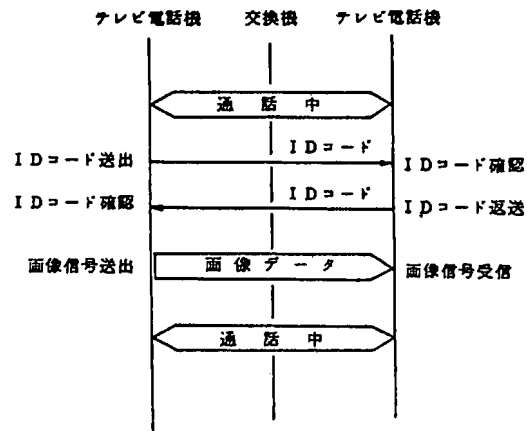 テレビ電話機 交換機 テレビ電話機
通話中
IDコード送出 IDコード IDコード確認
IDコード確認 IDコード IDコード返送
画像信号送出 画像データ 画像信号受信
通話中